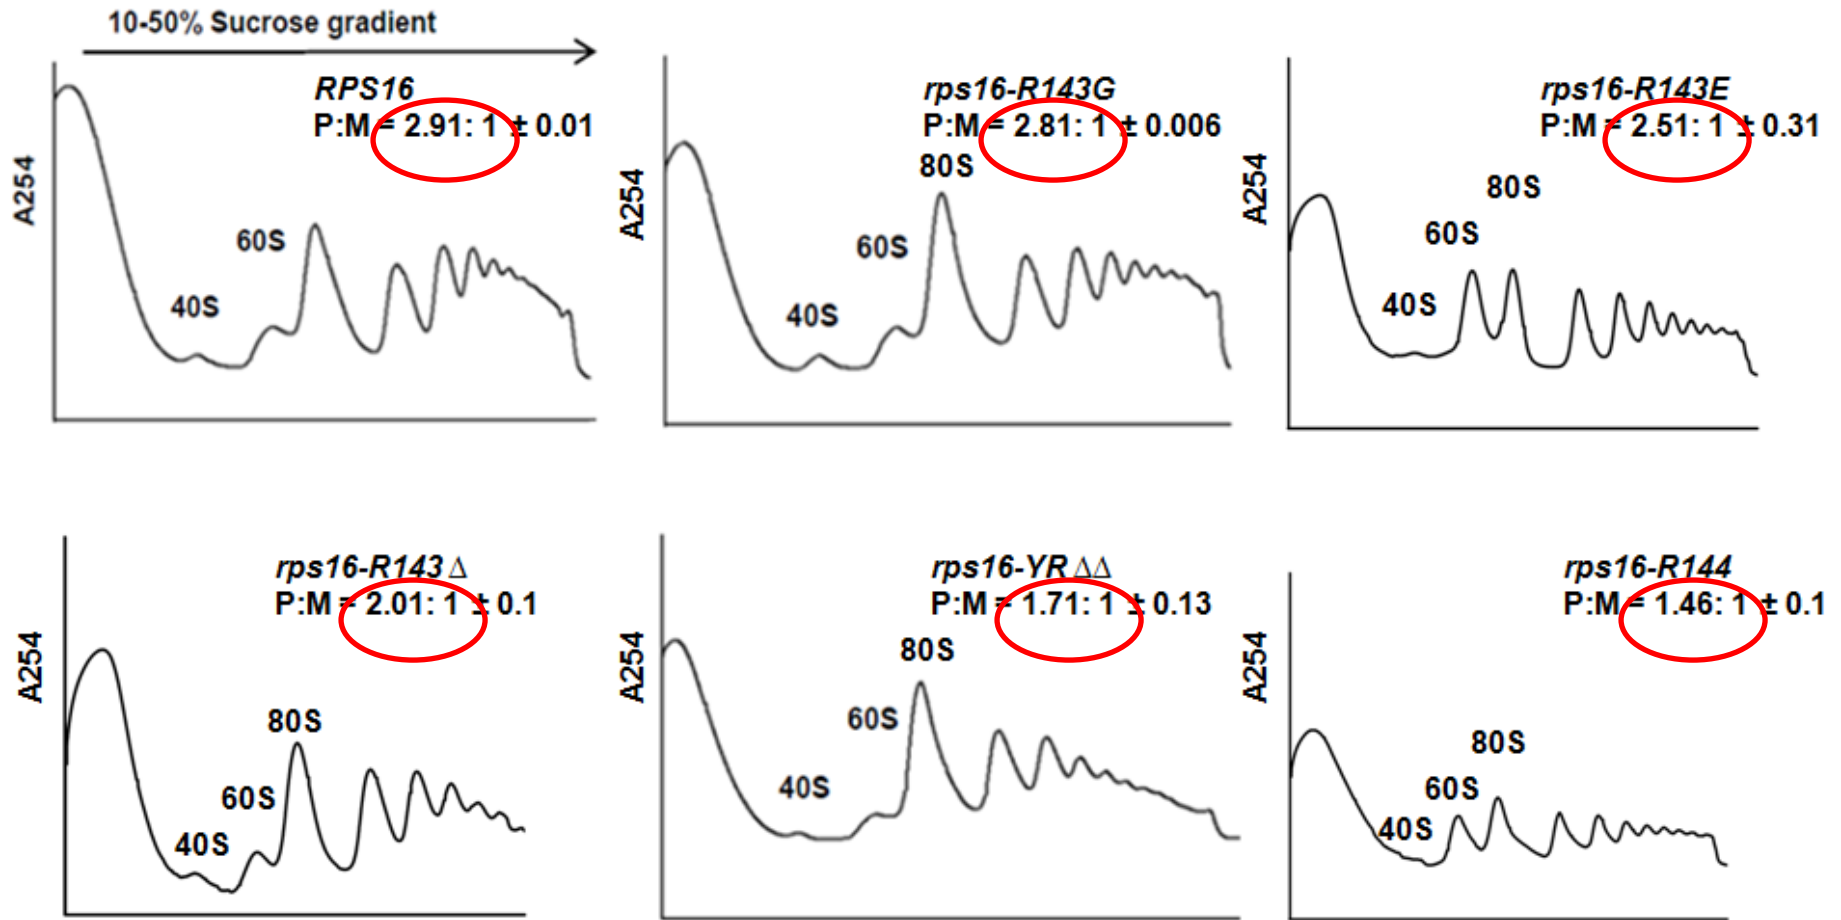 10-50% Sucrose gradient
RPS16
P:M = 2.91: 1 ± 0.01
A254
40S
60S
rps16-R143G
P:M = 2.81: 1 ± 0.006
80S
A254
60S
40S
rps16-R143E
P:M = 2.51: 1 ± 0.31
A254
80S
60S
40S
rps16-R143 Δ
P:M = 2.01: 1 ± 0.1
A254
80S
60S
40S
rps16-YR ΔΔ
P:M = 1.71: 1 ± 0.13
A254
80S
60S
40S
rps16-R144
P:M = 1.46: 1 ± 0.1
A254
80S
60S
40S